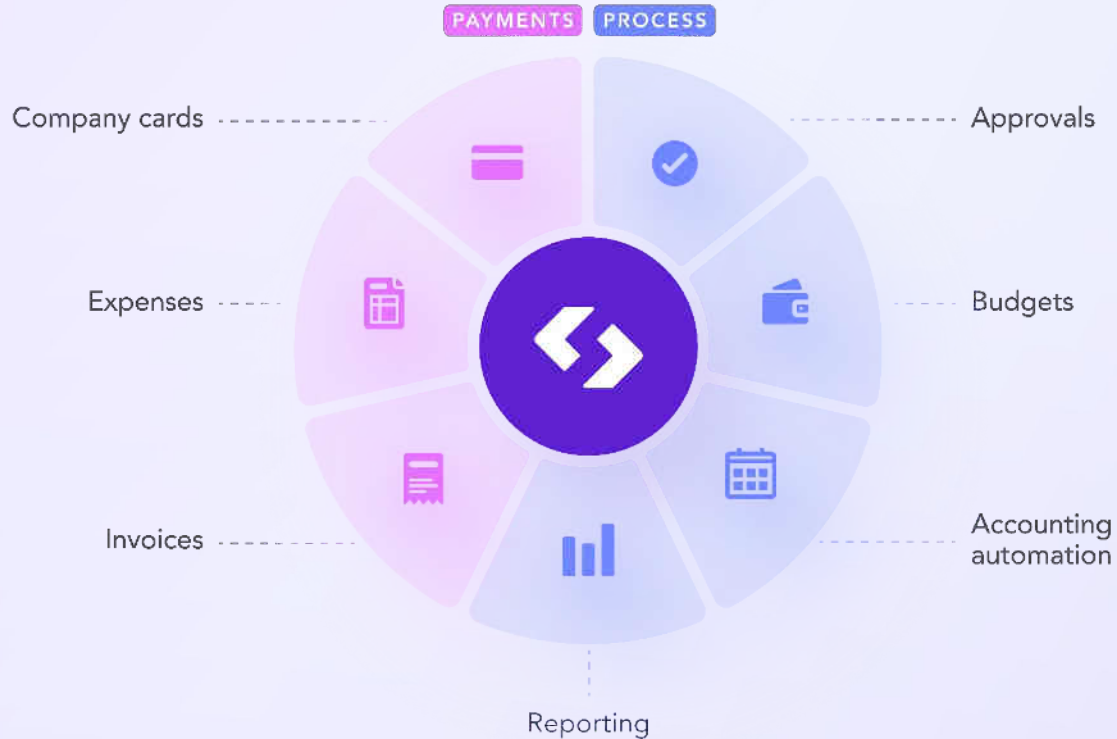 PAYMENTS PROCESS
Company cards
Approvals
Expenses
Budgets
Invoices
Accounting
automation
Reporting